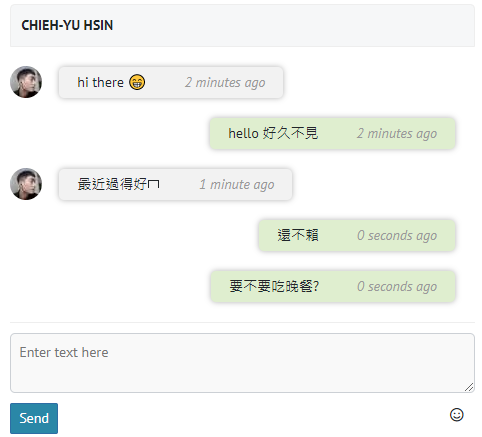 CHIEH-YU HSIN
hi there 😁 2 minutes ago
hello 好久不見 2 minutes ago
最近過得好ㄇ 1 minute ago
還不賴 0 seconds ago
要不要吃晚餐? 0 seconds ago
Enter text here
Send